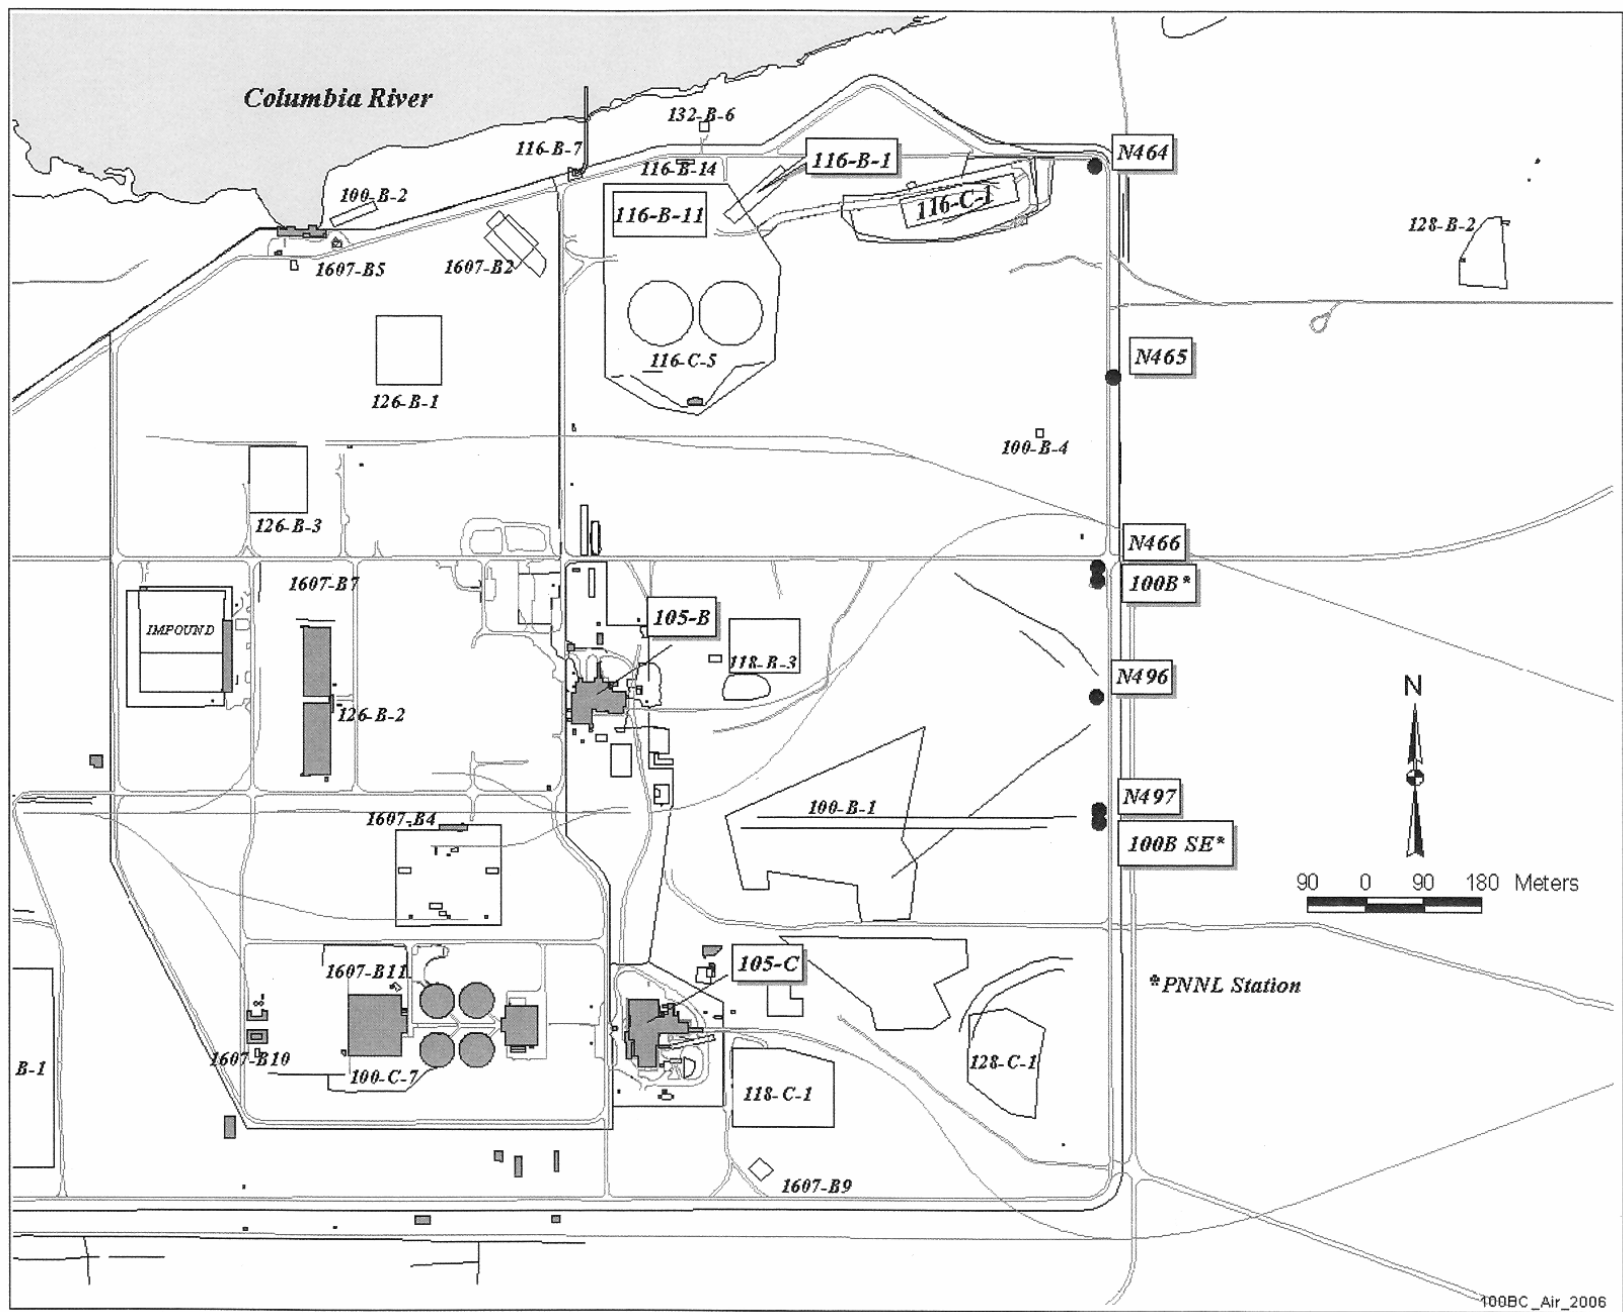 Columbia River
132-B-6
116-B-7
116-B-14
116-B-1
N464
100-B-2
116-B-11
116-C-1
128-B-2
1607-B5
1607-B2
116-C-5
N465
126-B-1
100-B-4
126-B-3
N466
1607-B7
100B*
IMPOUND
105-B
118-B-3
N496
N
126-B-2
100-B-1
N497
1607-B4
100B SE*
90 0 90 180 Meters
1607-B11
105-C
*PNNL Station
1607-B10
B-1
100-C-7
128-C-1
118-C-1
1607-B9
100BC_Air_2006